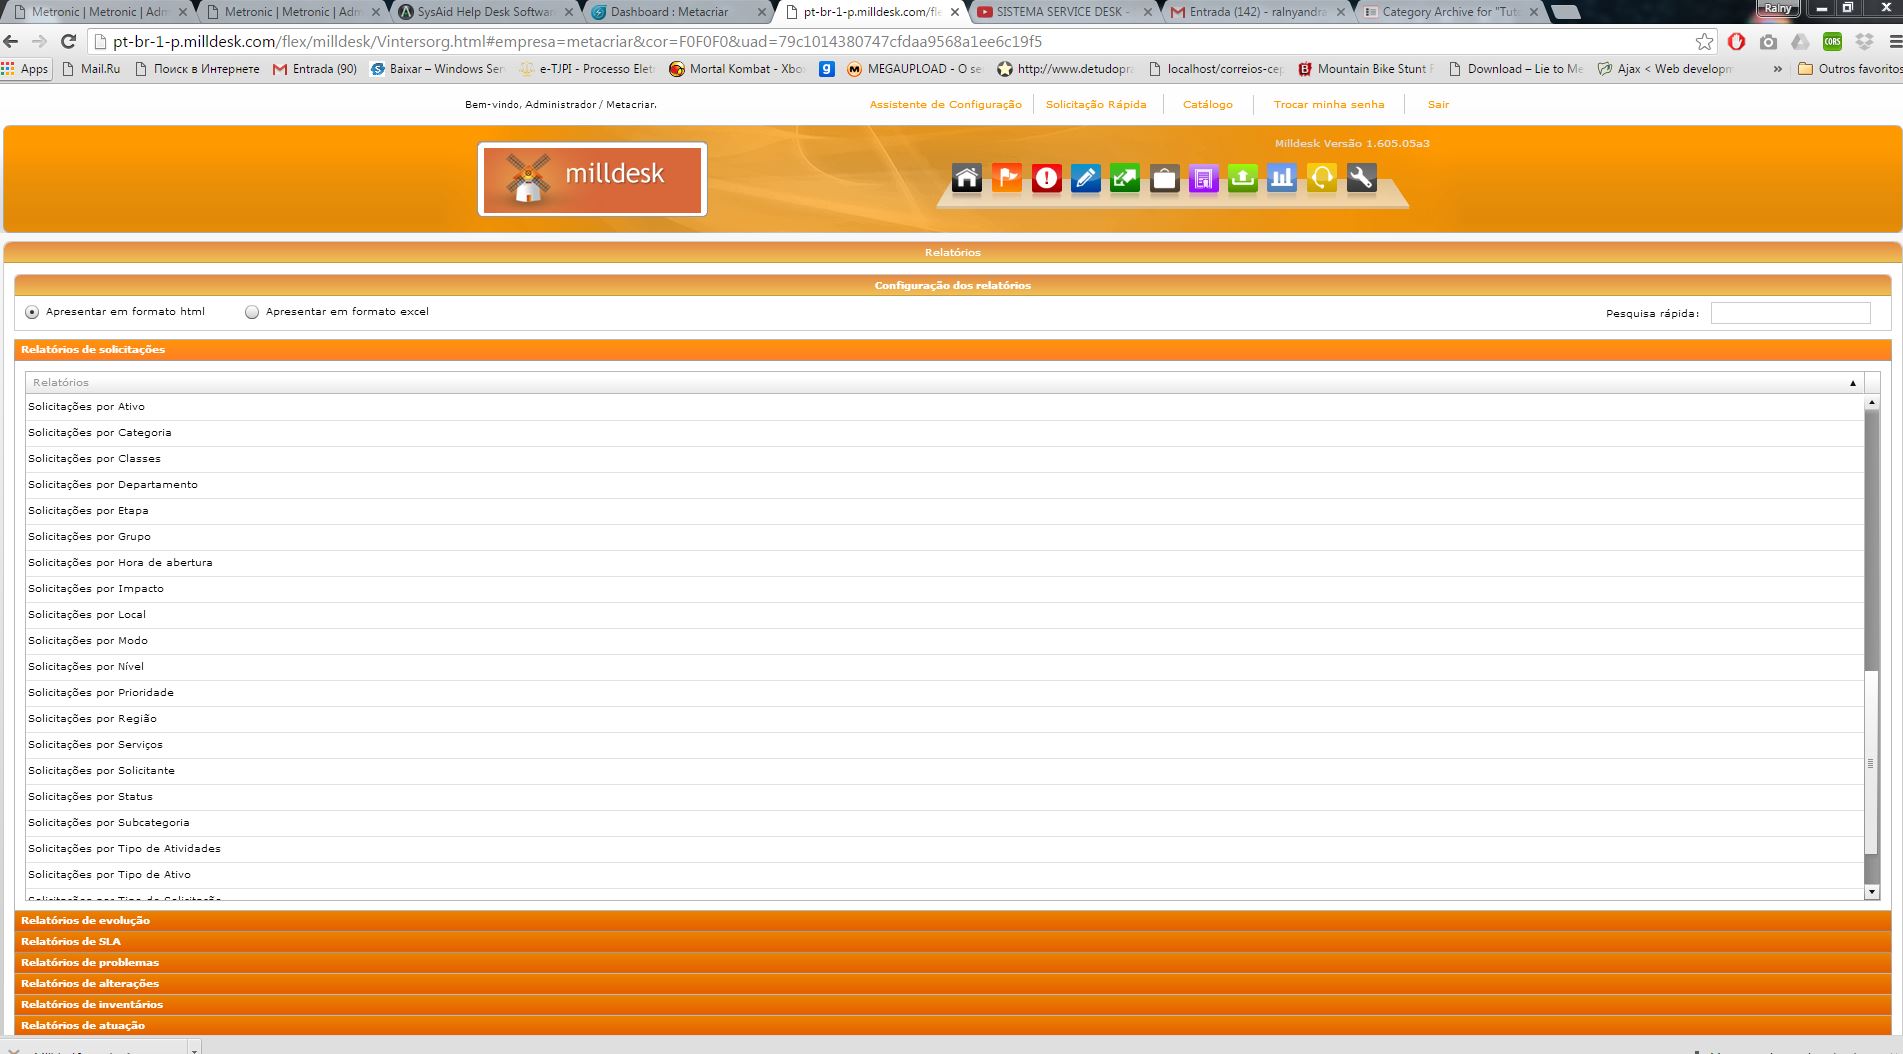 Metronic | Metronic | Adm
Metronic | Metronic | Adm
SysAid Help Desk Softwar
Dashboard : Metacriar
pt-br-1-p.milldesk.com/fle
SISTEMA SERVICE DESK -
Entrada (142) - ralnyandra
Category Archive for "Tuto
Ralny
pt-br-1-p.milldesk.com/flex/milldesk/Vintersorg.html#empresa=metacriar&cor=F0F0F0&uad=79c1014380747cfdaa9568a1ee6c19f5
CORS
Apps
Mail.Ru
Поиск в Интернете
Entrada (90)
Baixar – Windows Ser
e-TJPI - Processo Elet
Mortal Kombat - Xbo
MEGAUPLOAD - O se
http://www.detudopra
localhost/correios-cep
Mountain Bike Stunt F
Download – Lie to Me
Ajax < Web developm
»
Outros favoritos
Bem-vindo, Administrador / Metacriar.
Assistente de Configuração
Solicitação Rápida
Catálogo
Trocar minha senha
Sair
milldesk
Milldesk Versão 1.605.05a3
Relatórios
Configuração dos relatórios
Apresentar em formato html
Apresentar em formato excel
Pesquisa rápida:
Relatórios de solicitações
Relatórios
Solicitações por Ativo
Solicitações por Categoria
Solicitações por Classes
Solicitações por Departamento
Solicitações por Etapa
Solicitações por Grupo
Solicitações por Hora de abertura
Solicitações por Impacto
Solicitações por Local
Solicitações por Modo
Solicitações por Nível
Solicitações por Prioridade
Solicitações por Região
Solicitações por Serviços
Solicitações por Solicitante
Solicitações por Status
Solicitações por Subcategoria
Solicitações por Tipo de Atividades
Solicitações por Tipo de Ativo
Solicitações por Tipo de Solicitação
Relatórios de evolução
Relatórios de SLA
Relatórios de problemas
Relatórios de alterações
Relatórios de inventários
Relatórios de atuação